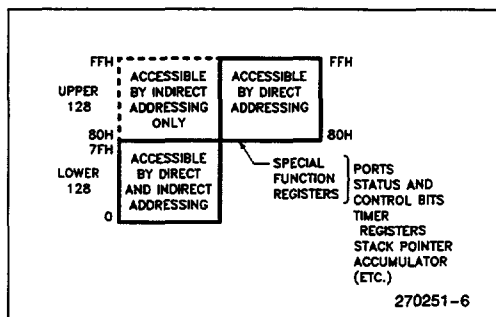 FFH
UPPER
128
80H
7FH
LOWER
128
0
ACCESSIBLE
BY INDIRECT
ADDRESSING
ONLY
ACCESSIBLE
BY DIRECT
AND INDIRECT
ADDRESSING
ACCESSIBLE
BY DIRECT
ADDRESSING
FFH
80H
SPECIAL
FUNCTION
REGISTERS
PORTS
STATUS AND
CONTROL BITS
TIMER
REGISTERS
STACK POINTER
ACCUMULATOR
(ETC.)
270251-6